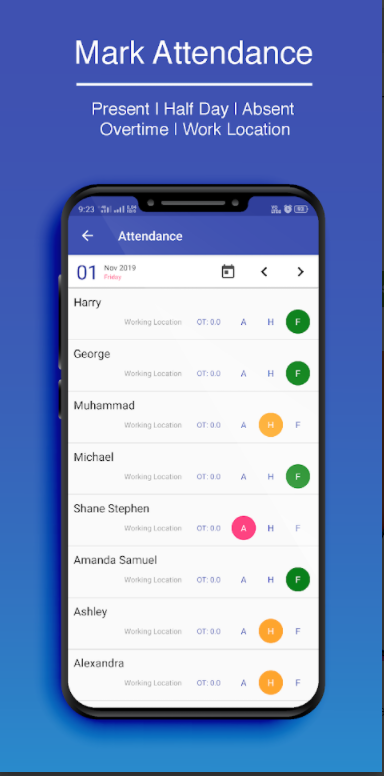 Mark Attendance
Present | Half Day | Absent
Overtime | Work Location
9:23
Attendance
01 Nov 2019
Friday
Harry
Working Location OT: 0.0 A H F
George
Working Location OT: 0.0 A H F
Muhammad
Working Location OT: 0.0 A H F
Michael
Working Location OT: 0.0 A H F
Shane Stephen
Working Location OT: 0.0 A H F
Amanda Samuel
Working Location OT: 0.0 A H F
Ashley
Working Location OT: 0.0 A H F
Alexandra
Working Location OT: 0.0 A H F